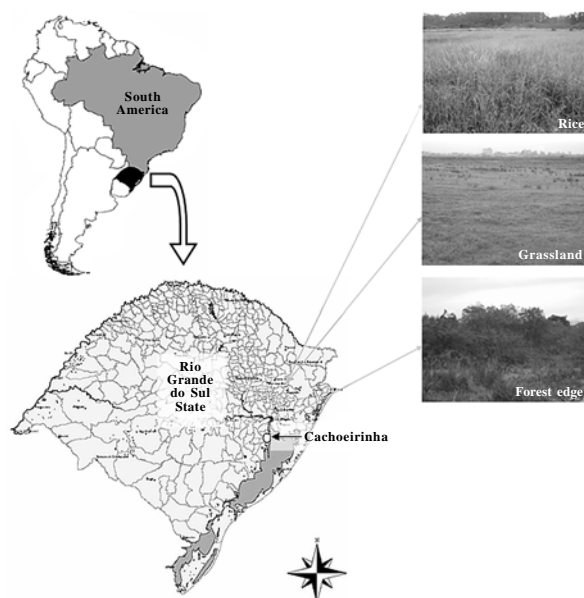 South
America
Rice
Grassland
Forest edge
Rio
Grande
do Sul
State
Cachoeirinha
N